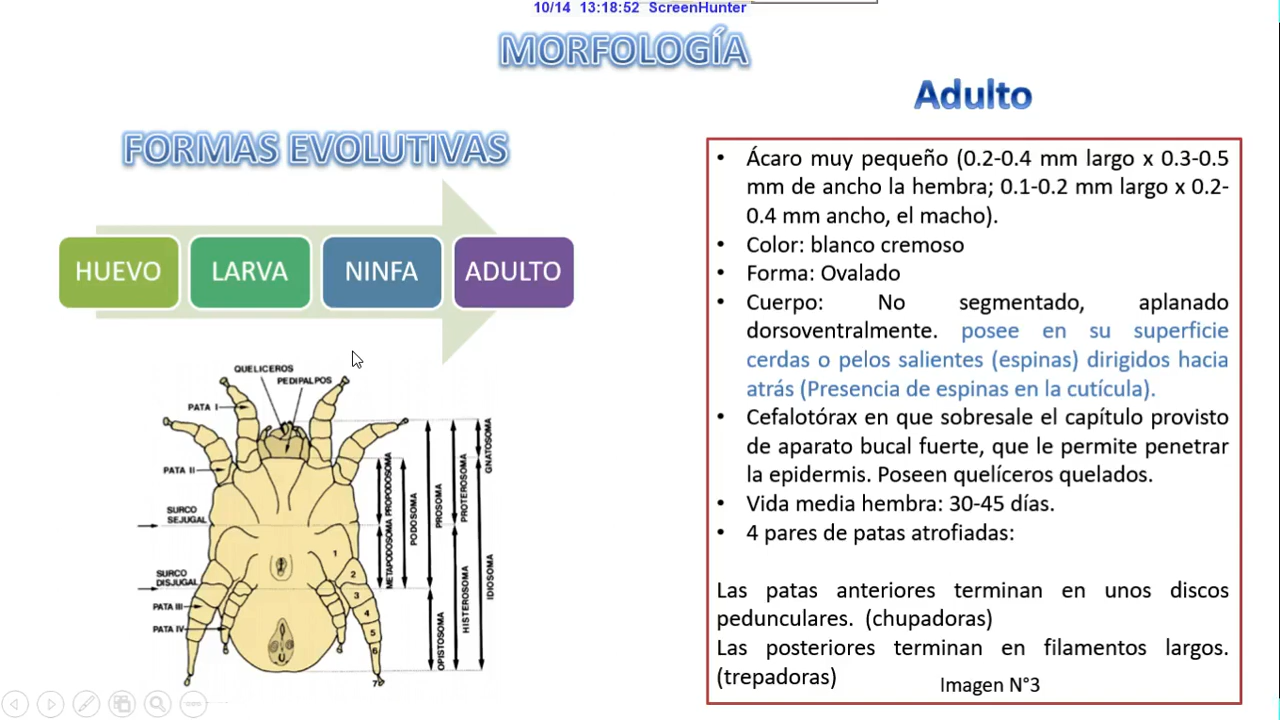 10/14 13:18:52 ScreenHunter
MORFOLOGÍA
FORMAS EVOLUTIVAS
HUEVO
LARVA
NINFA
ADULTO
QUELICEROS
PEDIPALPOS
PATA I
PATA II
SURCO
SEJUGAL
SURCO
DISJUGAL
PATA III
PATA IV
1
2
3
4
5
6
7
METAPODOSOMA
PROPODOSOMA
PODOSOMA
OPISTOSOMA
PROSOMA
HISTEROSOMA
PROTEROSOMA
IDIOSOMA
GNATOSOMA
Adulto
• Ácaro muy pequeño (0.2-0.4 mm largo x 0.3-0.5
mm de ancho la hembra; 0.1-0.2 mm largo x 0.2-
0.4 mm ancho, el macho).
• Color: blanco cremoso
• Forma: Ovalado
• Cuerpo: No segmentado, aplanado
dorsoventralmente. posee en su superficie
cerdas o pelos salientes (espinas) dirigidos hacia
atrás (Presencia de espinas en la cutícula).
• Cefalotórax en que sobresale el capítulo provisto
de aparato bucal fuerte, que le permite penetrar
la epidermis. Poseen quelíceros quelados.
• Vida media hembra: 30-45 días.
• 4 pares de patas atrofiadas:
Las patas anteriores terminan en unos discos
pedunculares. (chupadoras)
Las posteriores terminan en filamentos largos.
(trepadoras)
Imagen N°3